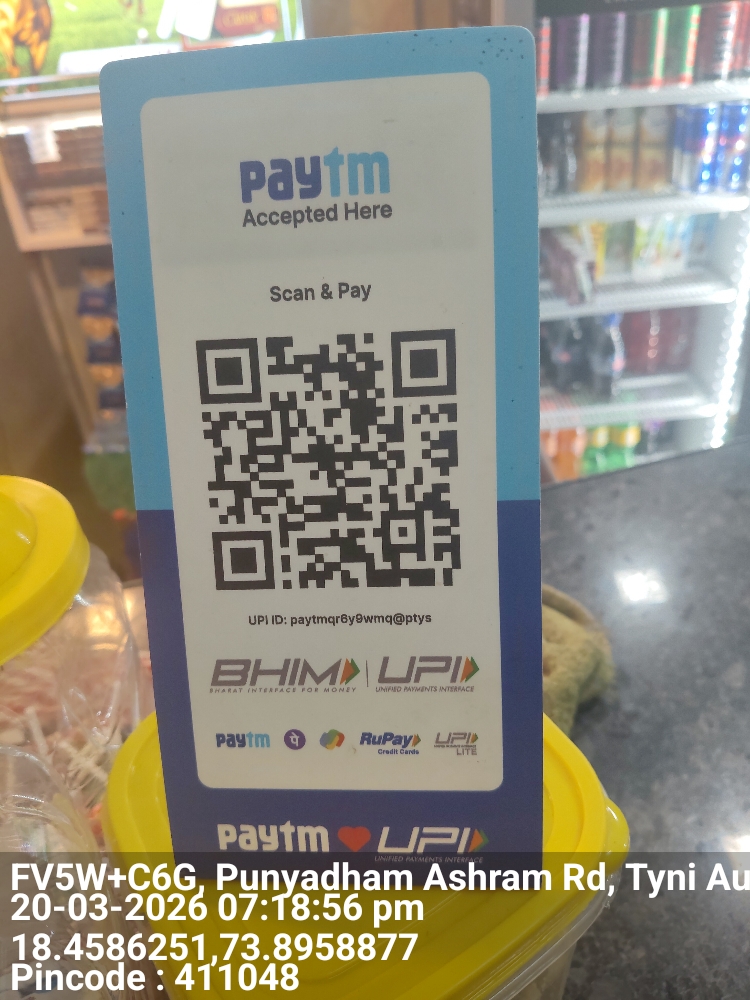 paytm
Accepted Here
Scan & Pay
UPI ID: paytmqr6y9wmq@ptys
BHIM UPI
BHARAT INTERFACE FOR MONEY UNIFIED PAYMENTS INTERFACE
paytm पे RuPay UPI
Credit Cards LITE
paytm UPI
UNIFIED PAYMENTS INTERFACE
FV5W+C6G, Punyadham Ashram Rd, Tyni Au
20-03-2026 07:18:56 pm
18.4586251,73.8958877
Pincode : 411048